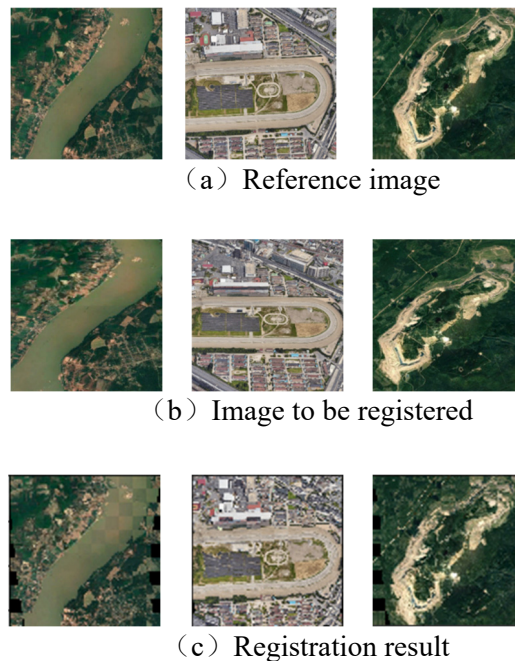 （a）Reference image
（b）Image to be registered
（c）Registration result